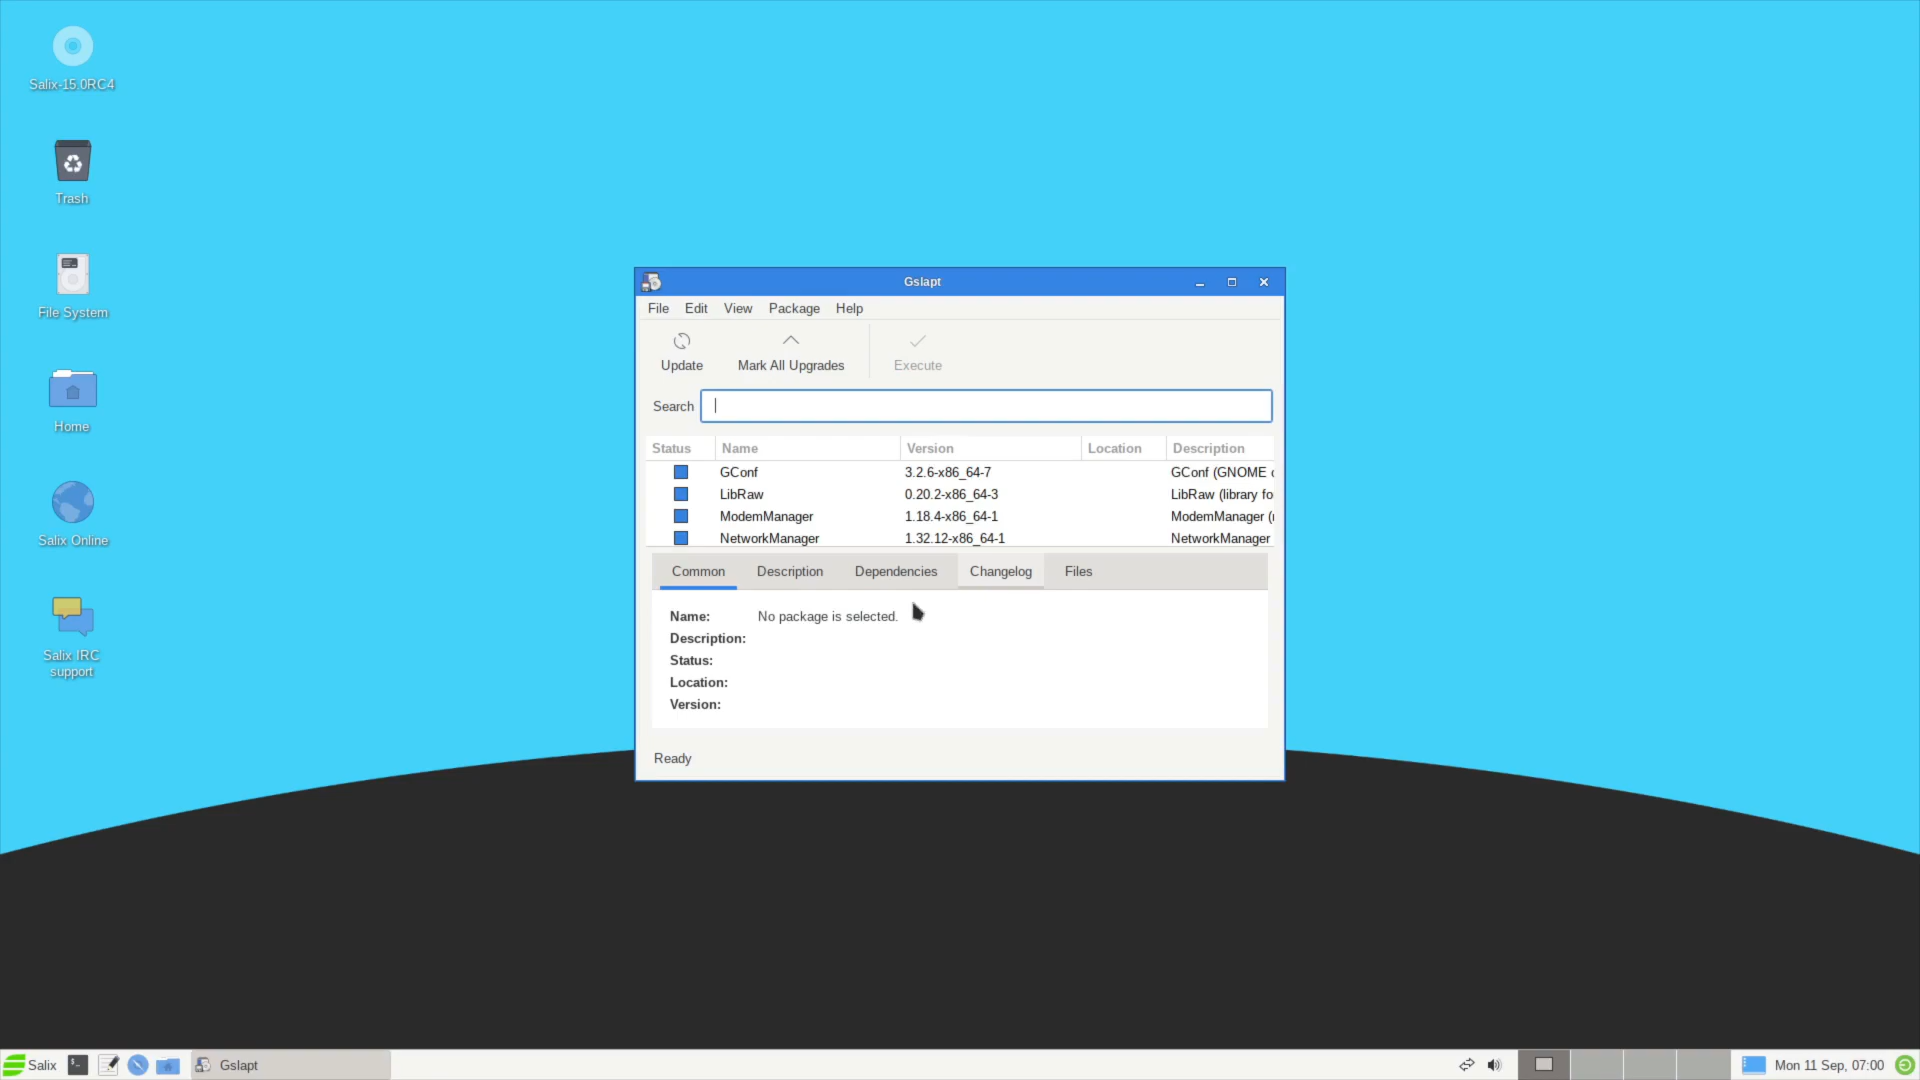 Salix-15.0RC4
Trash
File System
Home
Salix Online
Salix IRC
support
Gslapt
File Edit View Package Help
Update Mark All Upgrades Execute
Search
Status Name Version Location Description
GConf 3.2.6-x86_64-7 GConf (GNOME
LibRaw 0.20.2-x86_64-3 LibRaw (library fo
ModemManager 1.18.4-x86_64-1 ModemManager (
NetworkManager 1.32.12-x86_64-1 NetworkManager
Common Description Dependencies Changelog Files
Name: No package is selected.
Description:
Status:
Location:
Version:
Ready
Salix Gslapt Mon 11 Sep, 07:00